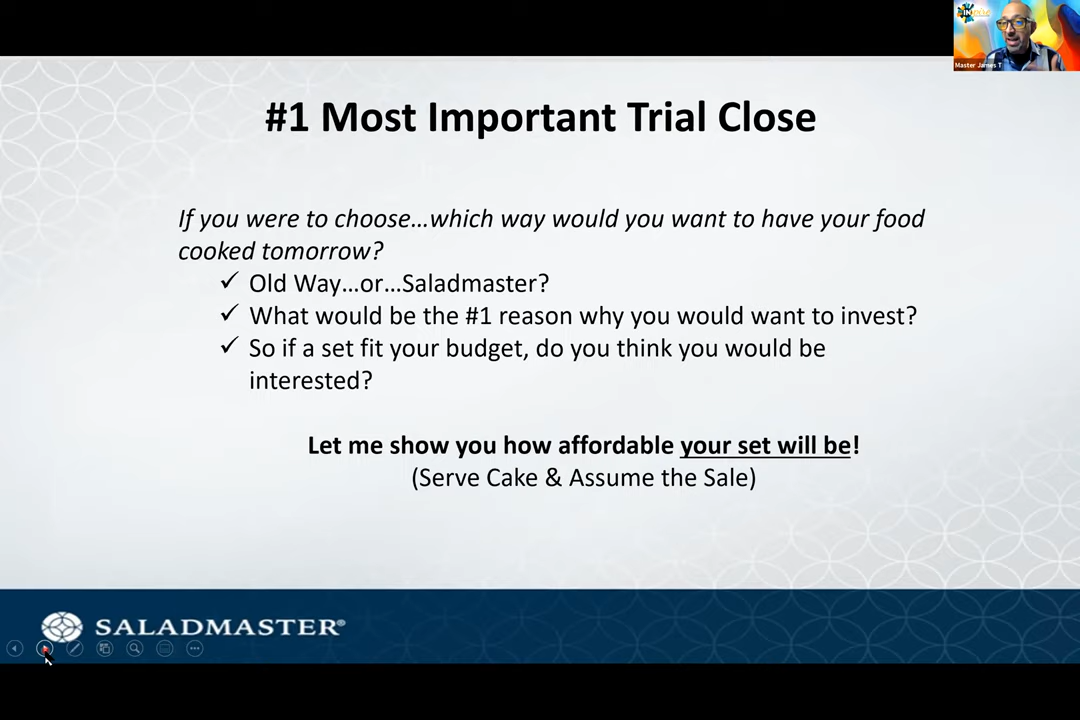 Master James T
#1 Most Important Trial Close
If you were to choose...which way would you want to have your food
cooked tomorrow?
✓ Old Way...or...Saladmaster?
✓ What would be the #1 reason why you would want to invest?
✓ So if a set fit your budget, do you think you would be
interested?
Let me show you how affordable your set will be!
(Serve Cake & Assume the Sale)
SALADMASTER®